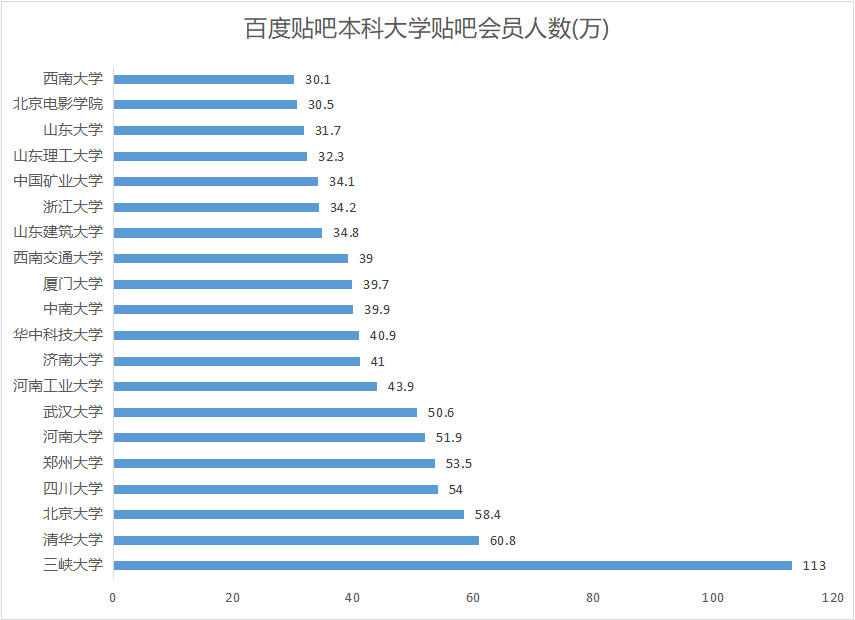 百度贴吧本科大学贴吧会员人数(万)
西南大学 30.1
北京电影学院 30.5
山东大学 31.7
山东理工大学 32.3
中国矿业大学 34.1
浙江大学 34.2
山东建筑大学 34.8
西南交通大学 39
厦门大学 39.7
中南大学 39.9
华中科技大学 40.9
济南大学 41
河南工业大学 43.9
武汉大学 50.6
河南大学 51.9
郑州大学 53.5
四川大学 54
北京大学 58.4
清华大学 60.8
三峡大学 113
0 20 40 60 80 100 120